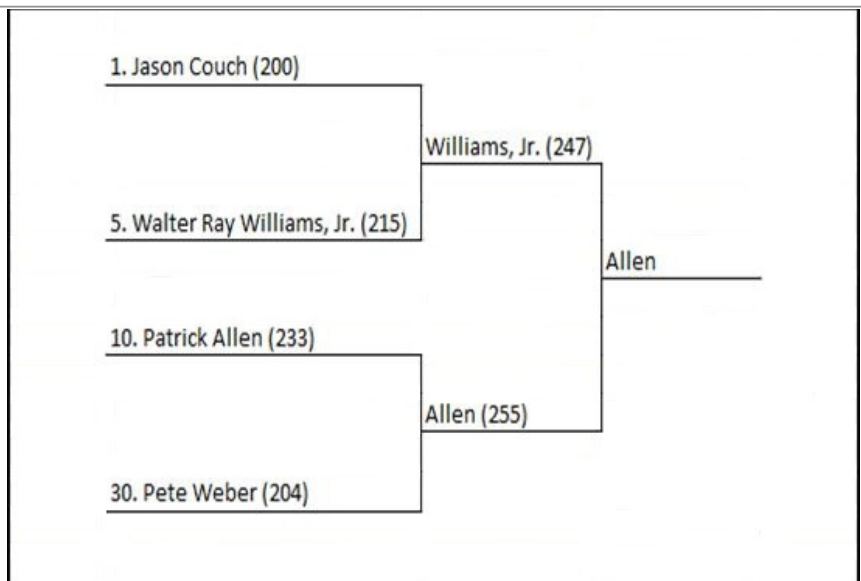 1. Jason Couch (200)
Williams, Jr. (247)
5. Walter Ray Williams, Jr. (215)
Allen
10. Patrick Allen (233)
Allen (255)
30. Pete Weber (204)